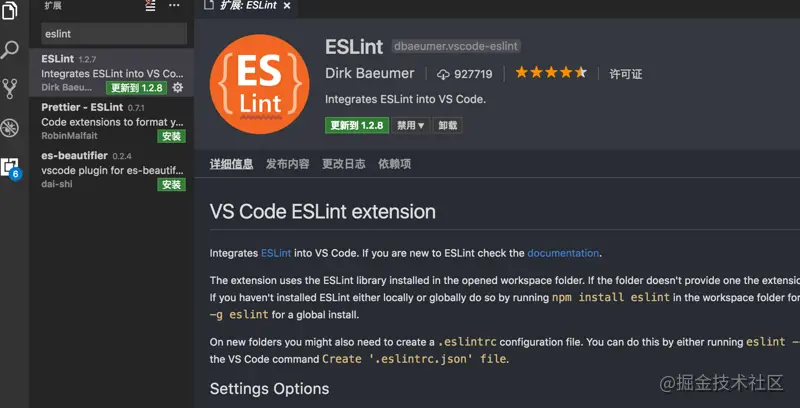 扩展
扩展: ESLint
eslint
ESLint 1.2.7
Integrates ESLint into VS Co...
Dirk Baeu... 更新到 1.2.8
Prettier - ESLint 0.7.1
Code extensions to format y...
RobinMalfait 安装
es-beautifier 0.2.4
vscode plugin for es-beautif...
dai-shi 安装
6
ES
Lint
ESLint dbaeumer.vscode-eslint
Dirk Baeumer 927719 许可证
Integrates ESLint into VS Code.
更新到 1.2.8 禁用 卸载
详细信息 发布内容 更改日志 依赖项
VS Code ESLint extension
Integrates ESLint into VS Code. If you are new to ESLint check the documentation.
The extension uses the ESLint library installed in the opened workspace folder. If the folder doesn't provide one the extensio
If you haven't installed ESLint either locally or globally do so by running npm install eslint in the workspace folder for
-g eslint for a global install.
On new folders you might also need to create a .eslintrc configuration file. You can do this by either running eslint --
the VS Code command Create '.eslintrc.json' file.
Settings Options
@掘金技术社区